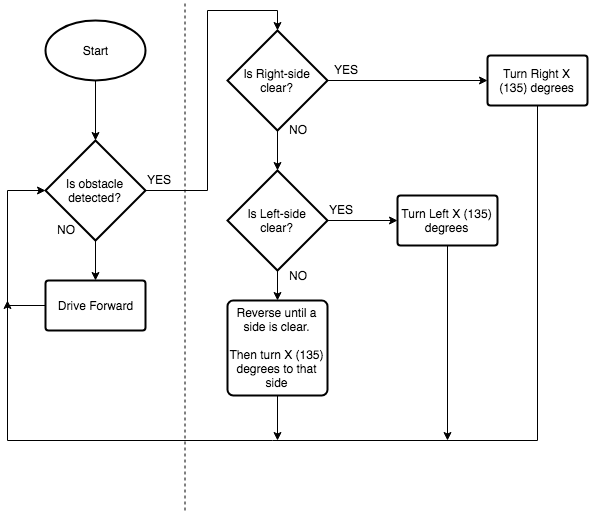 Start
Is obstacle
detected?
YES
NO
Drive Forward
Is Right-side
clear?
YES
NO
Turn Right X
(135) degrees
Is Left-side
clear?
YES
NO
Turn Left X (135)
degrees
Reverse until a
side is clear.
Then turn X (135)
degrees to that
side